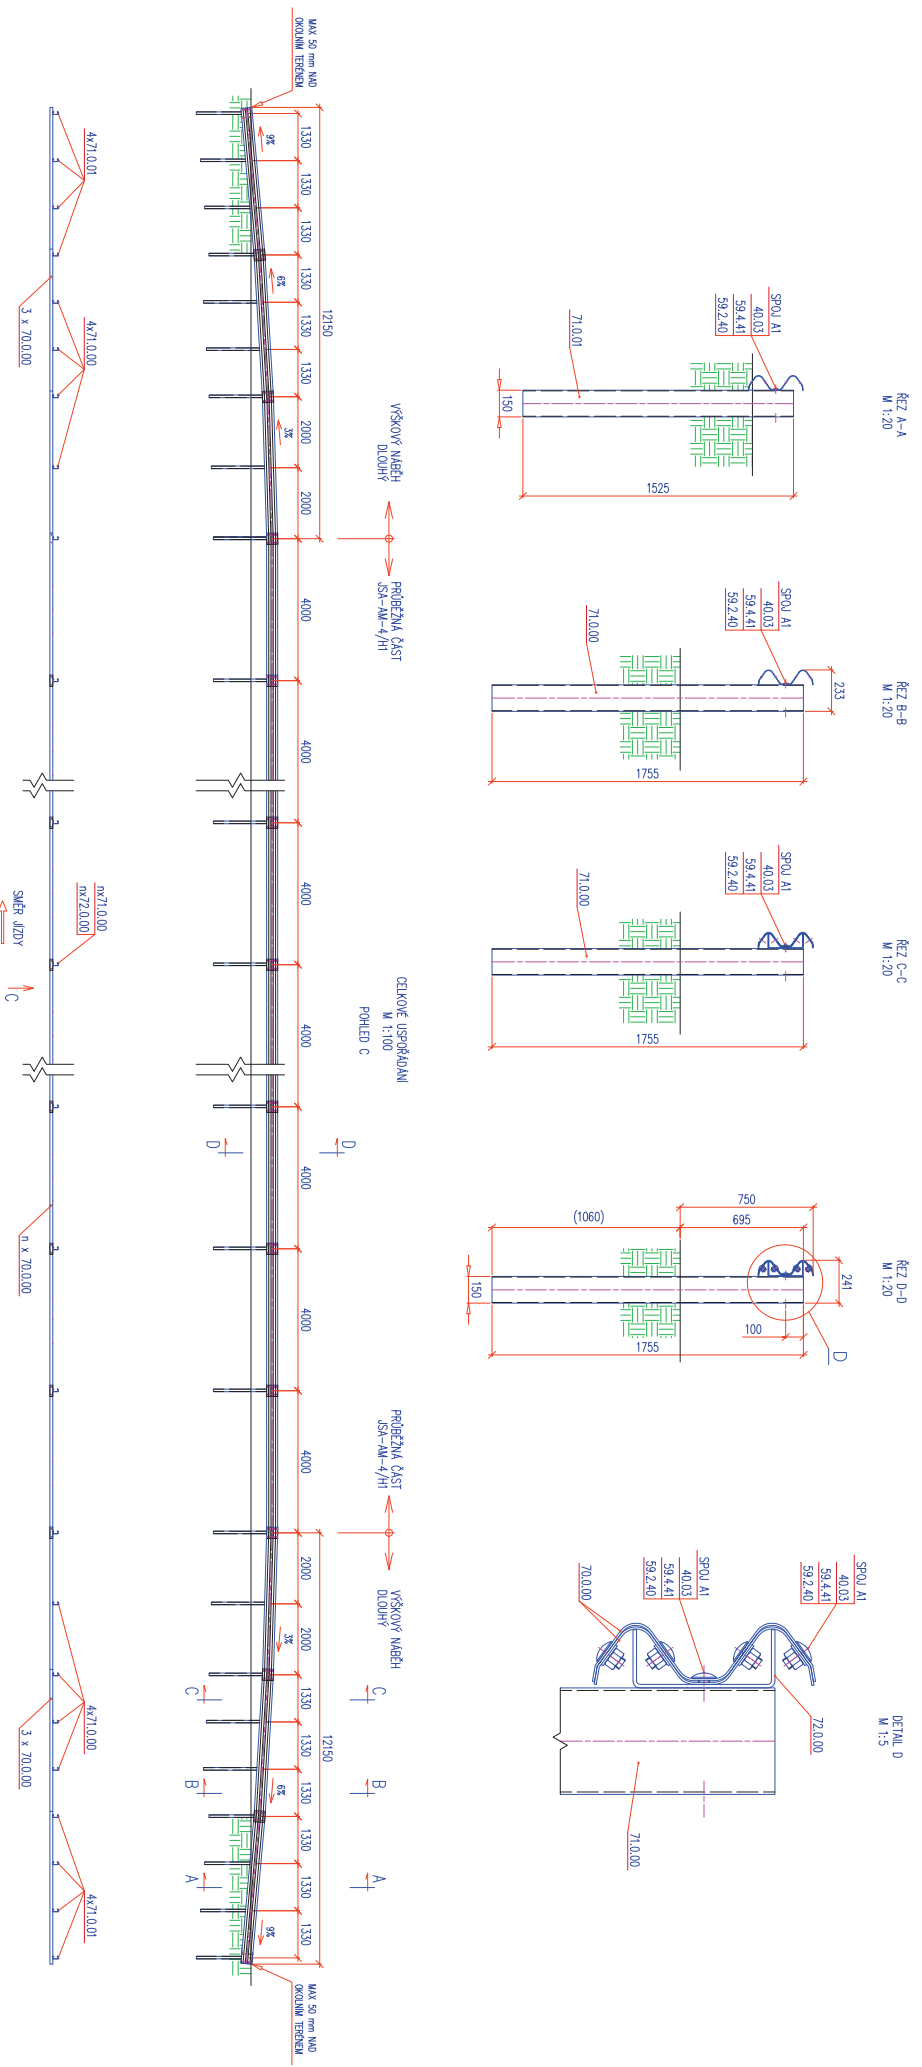 ŘEZ A-A
M 1:20
SPOJ A1
40.03
59.4.41
59.2.40
71.0.01
150
1525
ŘEZ B-B
M 1:20
SPOJ A1
40.03
59.4.41
59.2.40
71.0.00
233
1755
ŘEZ C-C
M 1:20
SPOJ A1
40.03
59.4.41
59.2.40
71.0.00
1755
ŘEZ D-D
M 1:20
750
695
(1060)
241
150
100
1755
D
DETAIL D
M 1:5
SPOJ A1
40.03
59.4.41
59.2.40
SPOJ A1
40.03
59.4.41
59.2.40
70.0.00
72.0.00
71.0.00
CELKOVÉ USPOŘÁDÁNÍ
M 1:100
POHLED C
VÝŠKOVÝ NÁBĚH
DLOUHÝ
PRŮBĚŽNÁ ČÁST
JSA-AM-4/H1
PRŮBĚŽNÁ ČÁST
JSA-AM-4/H1
VÝŠKOVÝ NÁBĚH
DLOUHÝ
MAX 50 mm NAD
OKOLNÍM TERÉNEM
12150
12150
MAX 50 mm NAD
OKOLNÍM TERÉNEM
1330
1330
1330
1330
1330
1330
2000
2000
4000
4000
4000
4000
4000
4000
4000
2000
2000
1330
1330
1330
1330
1330
1330
9%
6%
3%
3%
6%
9%
D
D
C
C
B
B
A
A
4x71.0.01
4x71.0.00
nx71.0.00
nx72.0.00
4x71.0.00
4x71.0.01
3 x 70.0.00
n x 70.0.00
3 x 70.0.00
SMĚR JÍZDY
C